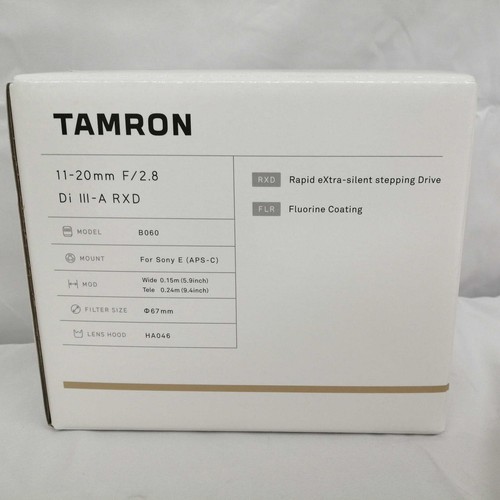 TAMRON
11-20mm F/2.8
Di III-A RXD
MODEL B060
MOUNT For Sony E (APS-C)
MOD Wide 0.15m (5.9inch)
Tele 0.24m (9.4inch)
FILTER SIZE Φ67mm
LENS HOOD HA046
RXD Rapid eXtra-silent stepping Drive
FLR Fluorine Coating